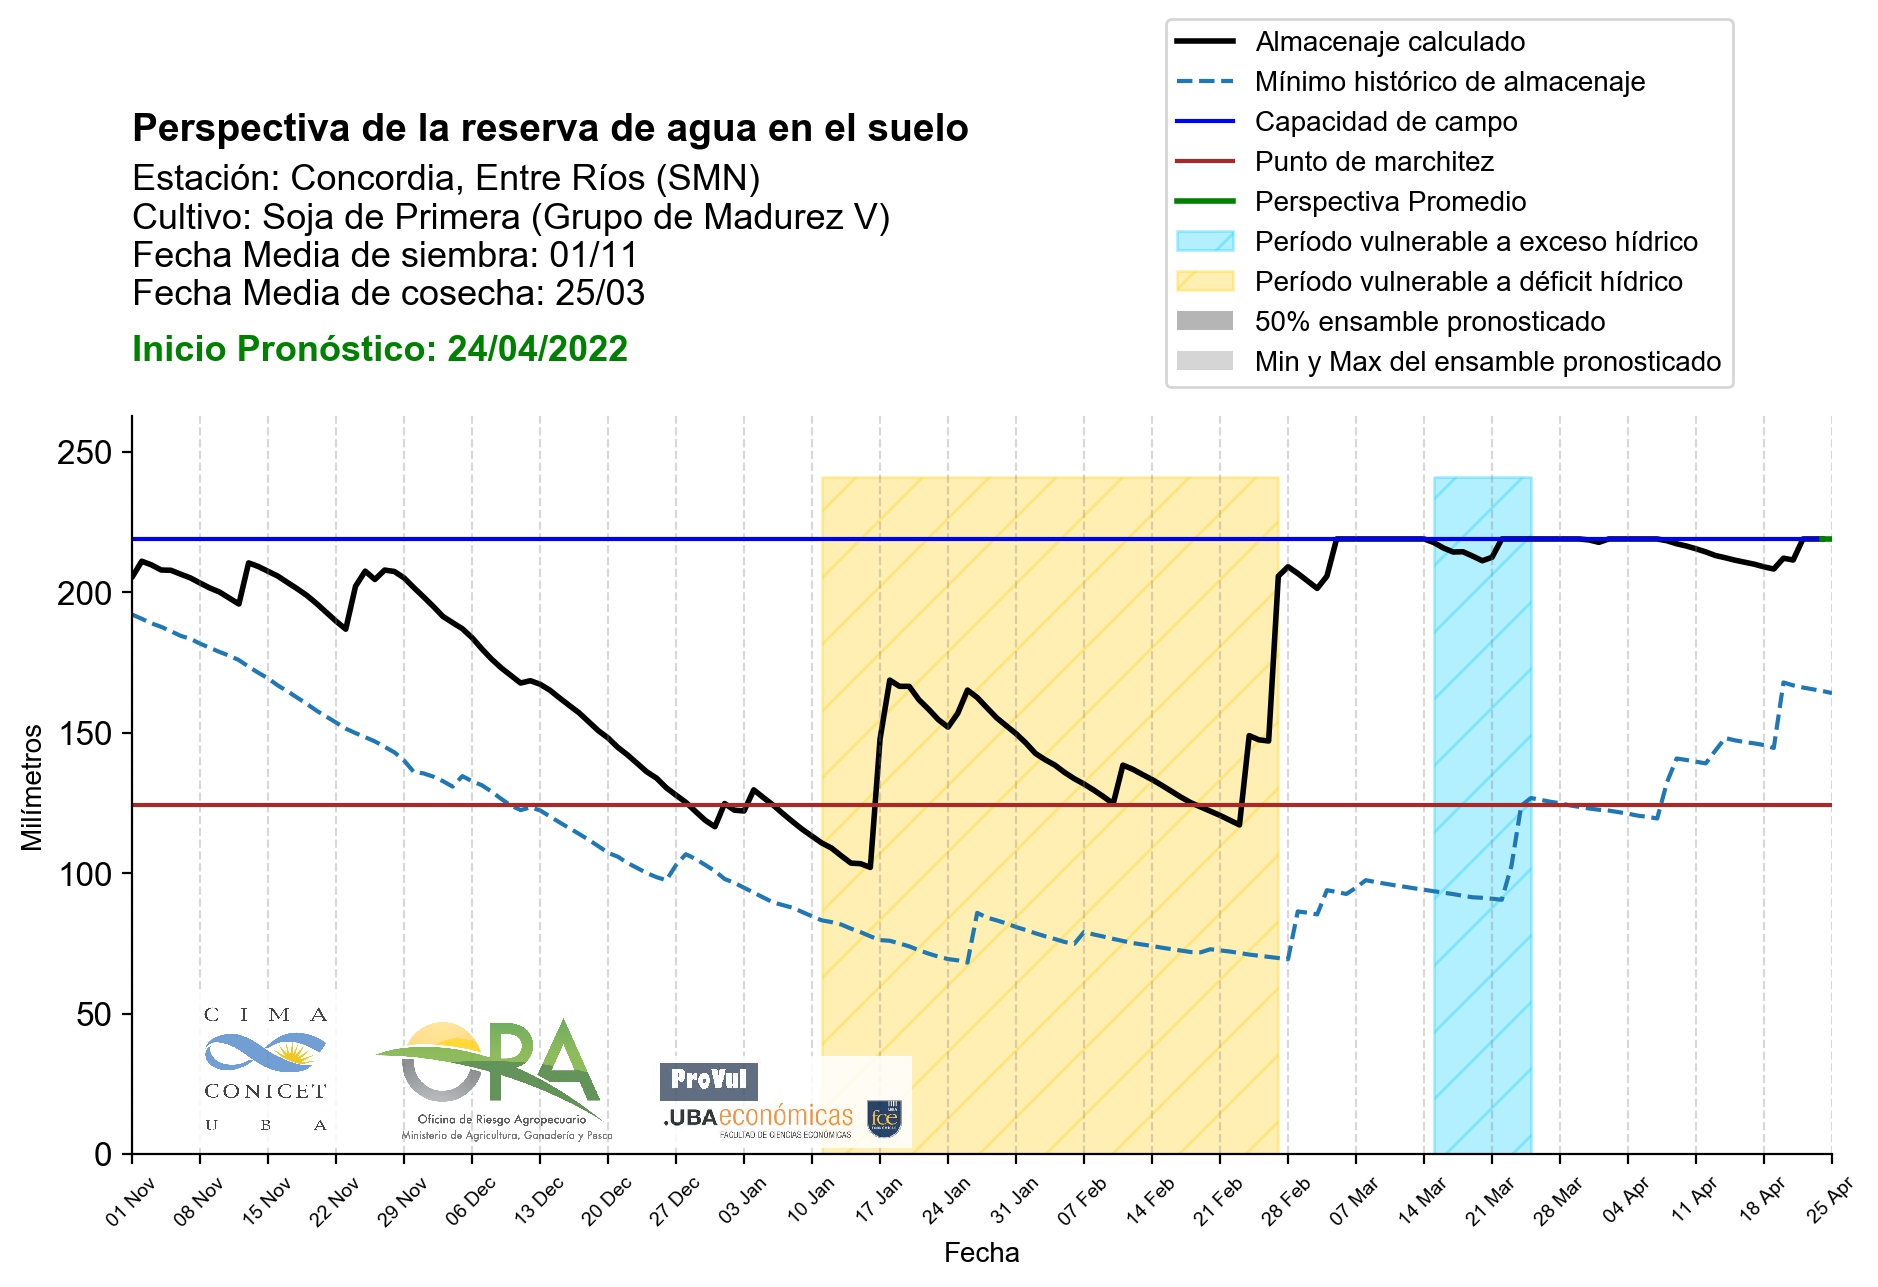 Almacenaje calculado
Mínimo histórico de almacenaje
Capacidad de campo
Punto de marchitez
Perspectiva Promedio
Período vulnerable a exceso hídrico
Período vulnerable a déficit hídrico
50% ensamble pronosticado
Min y Max del ensamble pronosticado
Perspectiva de la reserva de agua en el suelo
Estación: Concordia, Entre Ríos (SMN)
Cultivo: Soja de Primera (Grupo de Madurez V)
Fecha Media de siembra: 01/11
Fecha Media de cosecha: 25/03
Inicio Pronóstico: 24/04/2022
250
200
150
100
50
0
Milímetros
CIMA
CONICET
UBA
ORA
Oficina de Riesgo Agropecuario
Ministerio de Agricultura, Ganadería y Pesca
ProVul
.UBAeconómicas
FACULTAD DE CIENCIAS ECONÓMICAS
UBA
fce
ECONÓMICAS
01 Nov
08 Nov
15 Nov
22 Nov
29 Nov
06 Dec
13 Dec
20 Dec
27 Dec
03 Jan
10 Jan
17 Jan
24 Jan
31 Jan
07 Feb
14 Feb
21 Feb
28 Feb
07 Mar
14 Mar
21 Mar
28 Mar
04 Apr
11 Apr
18 Apr
25 Apr
Fecha